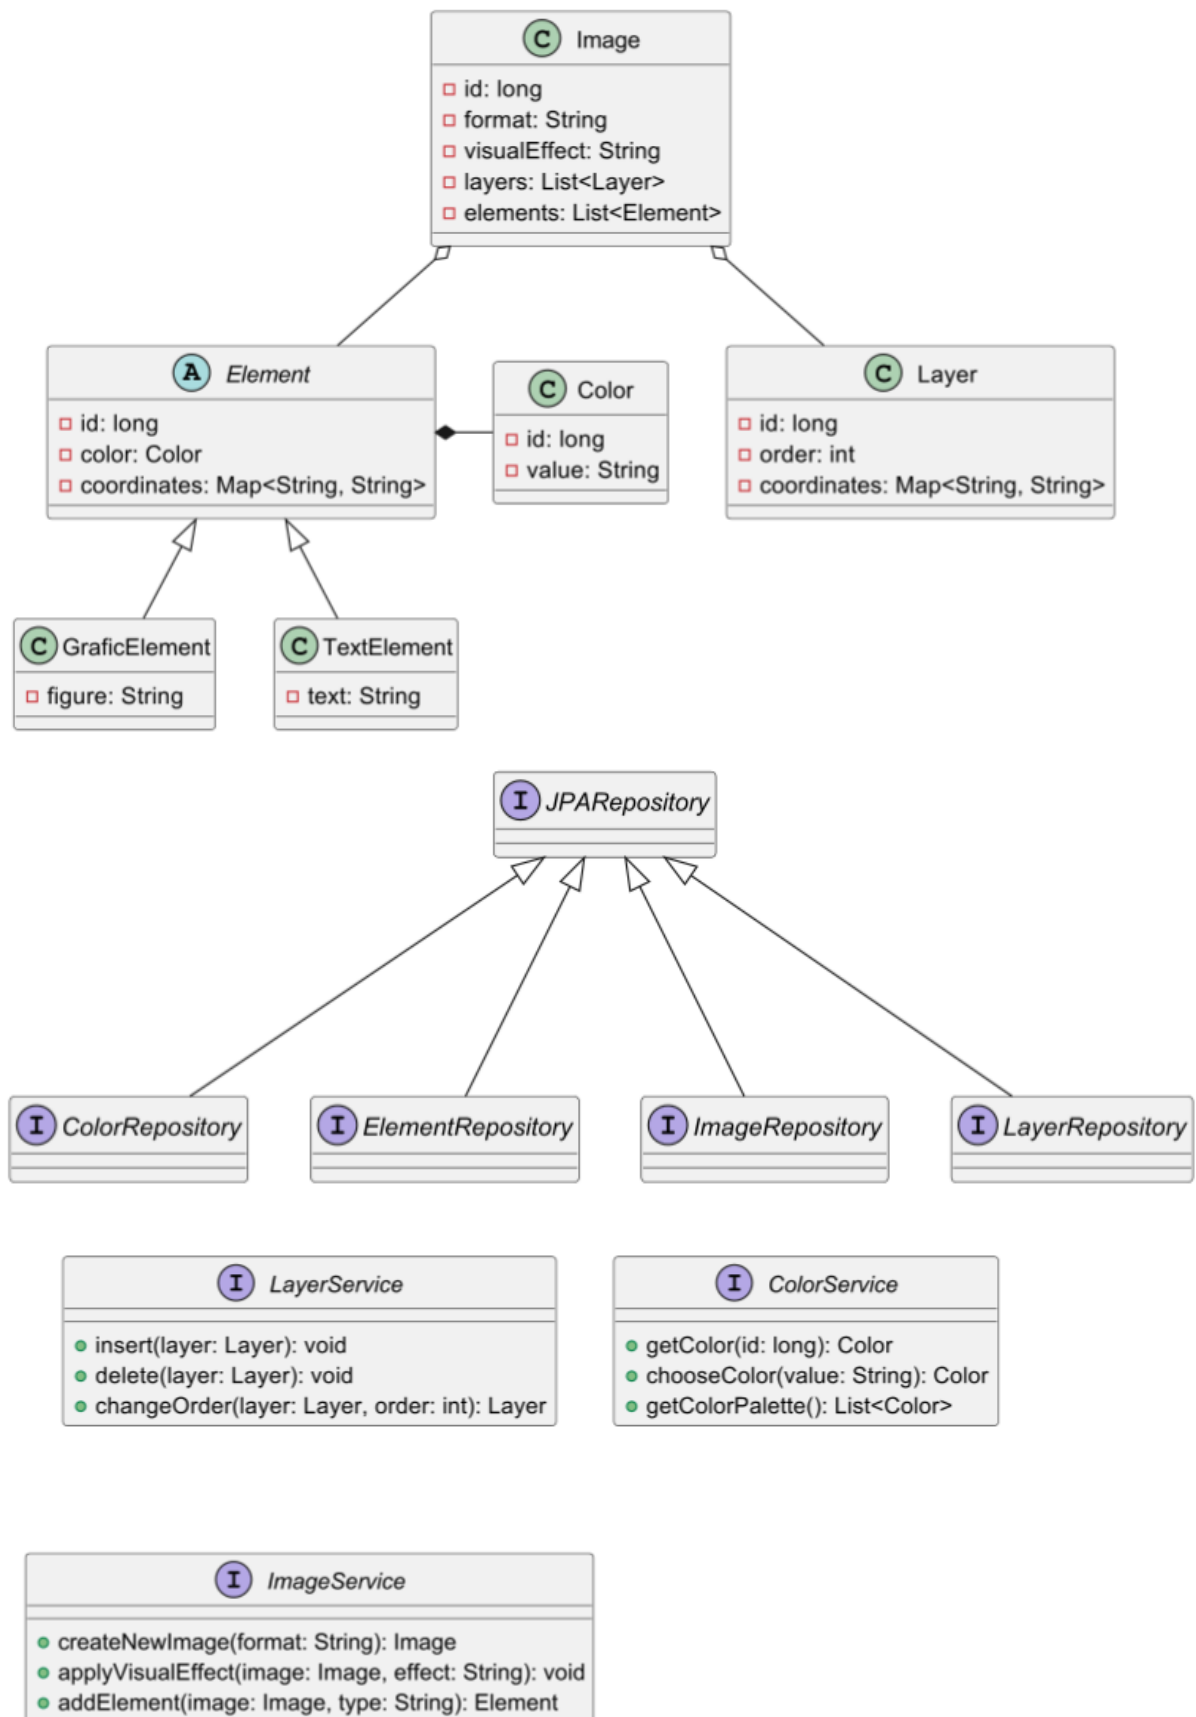 C Image
id: long
format: String
visualEffect: String
layers: List<Layer>
elements: List<Element>
A Element
id: long
color: Color
coordinates: Map<String, String>
C Color
id: long
value: String
C Layer
id: long
order: int
coordinates: Map<String, String>
C GraficElement
figure: String
C TextElement
text: String
I JPARepository
I ColorRepository
I ElementRepository
I ImageRepository
I LayerRepository
I LayerService
insert(layer: Layer): void
delete(layer: Layer): void
changeOrder(layer: Layer, order: int): Layer
I ColorService
getColor(id: long): Color
chooseColor(value: String): Color
getColorPalette(): List<Color>
I ImageService
createNewImage(format: String): Image
applyVisualEffect(image: Image, effect: String): void
addElement(image: Image, type: String): Element